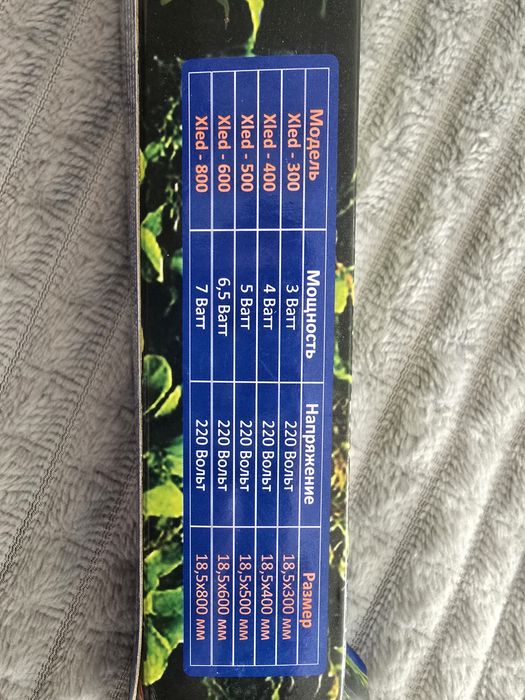 Модель Мощность Напряжение Размер
Xled - 300 3 Ватт 220 Вольт 18,5x300 мм
Xled - 400 4 Ватт 220 Вольт 18,5x400 мм
Xled - 500 5 Ватт 220 Вольт 18,5x500 мм
Xled - 600 6,5 Ватт 220 Вольт 18,5x600 мм
Xled - 800 7 Ватт 220 Вольт 18,5x800 мм